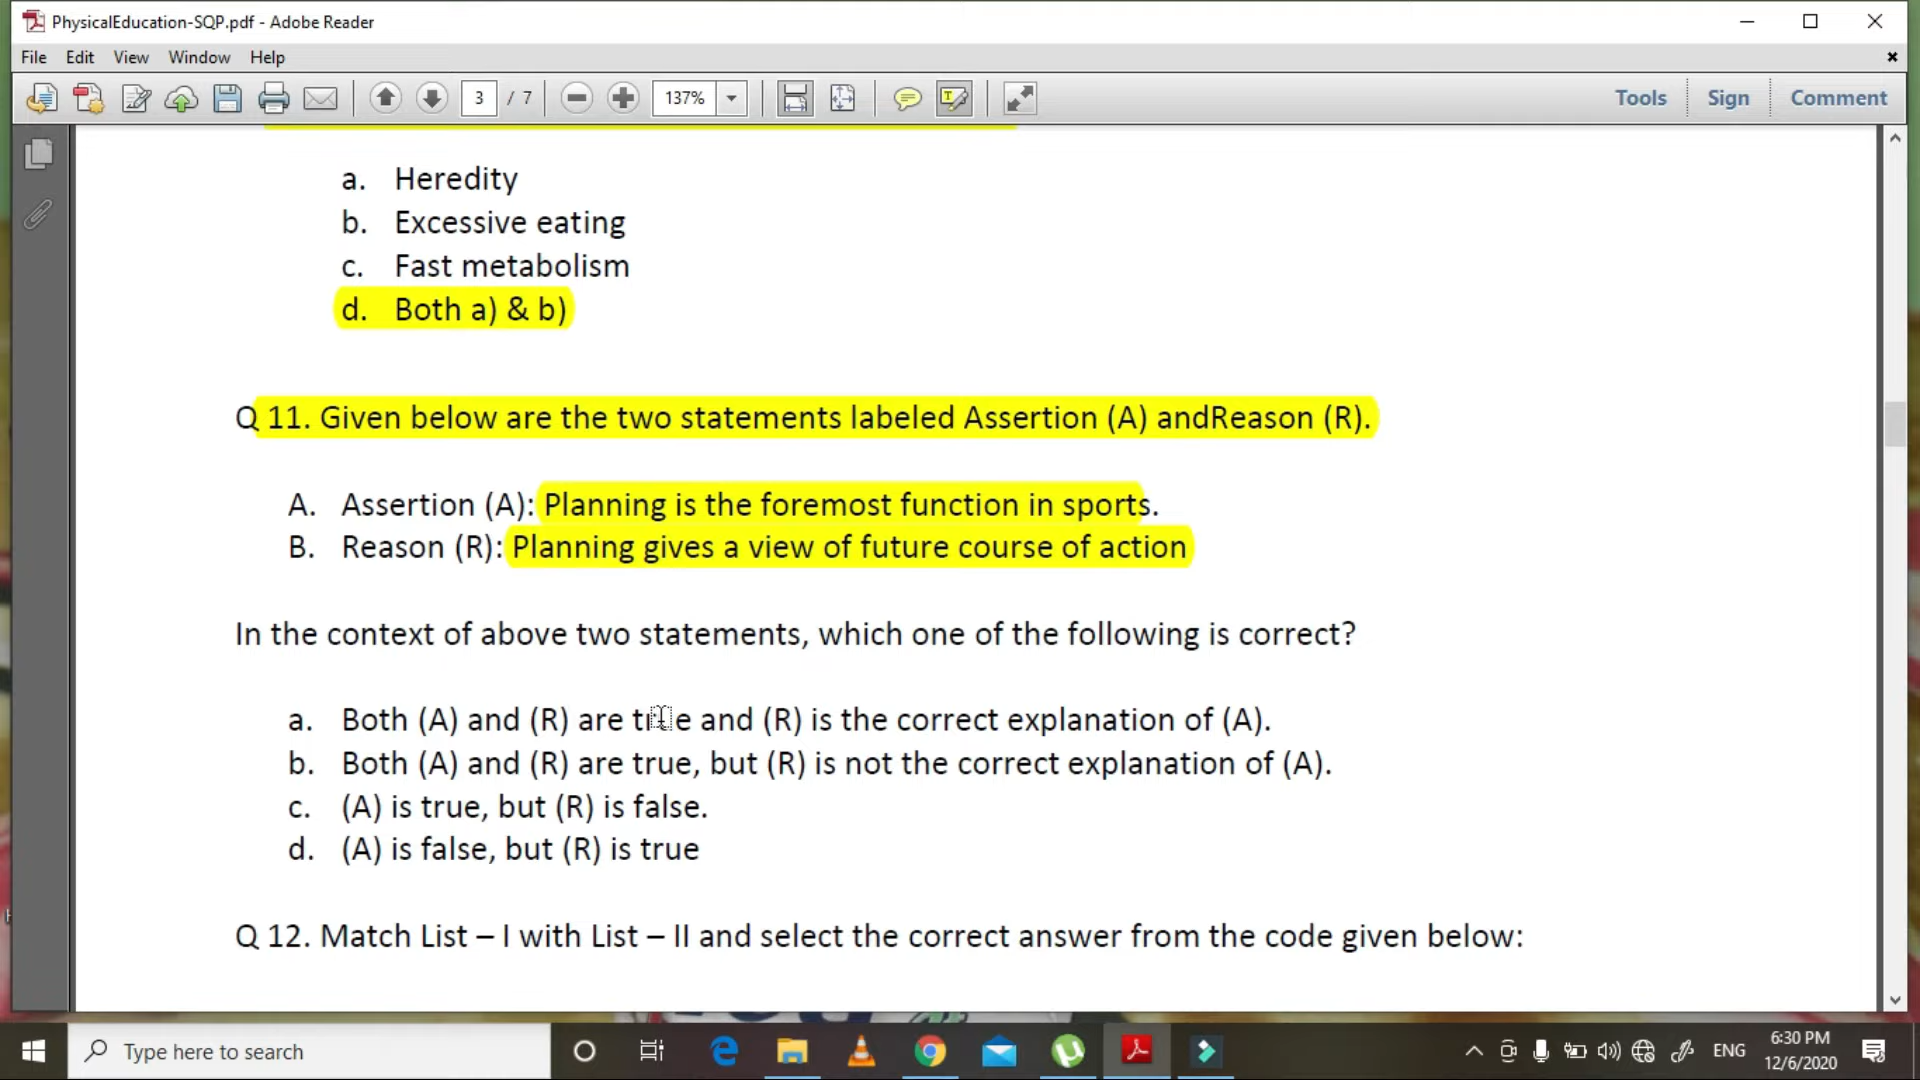 PhysicalEducation-SQP.pdf - Adobe Reader
File Edit View Window Help
3 / 7 137% Tools Sign Comment
a. Heredity
b. Excessive eating
c. Fast metabolism
d. Both a) & b)
Q 11. Given below are the two statements labeled Assertion (A) andReason (R).
A. Assertion (A): Planning is the foremost function in sports.
B. Reason (R): Planning gives a view of future course of action
In the context of above two statements, which one of the following is correct?
a. Both (A) and (R) are true and (R) is the correct explanation of (A).
b. Both (A) and (R) are true, but (R) is not the correct explanation of (A).
c. (A) is true, but (R) is false.
d. (A) is false, but (R) is true
Q 12. Match List – I with List – II and select the correct answer from the code given below:
Type here to search
ENG
6:30 PM
12/6/2020